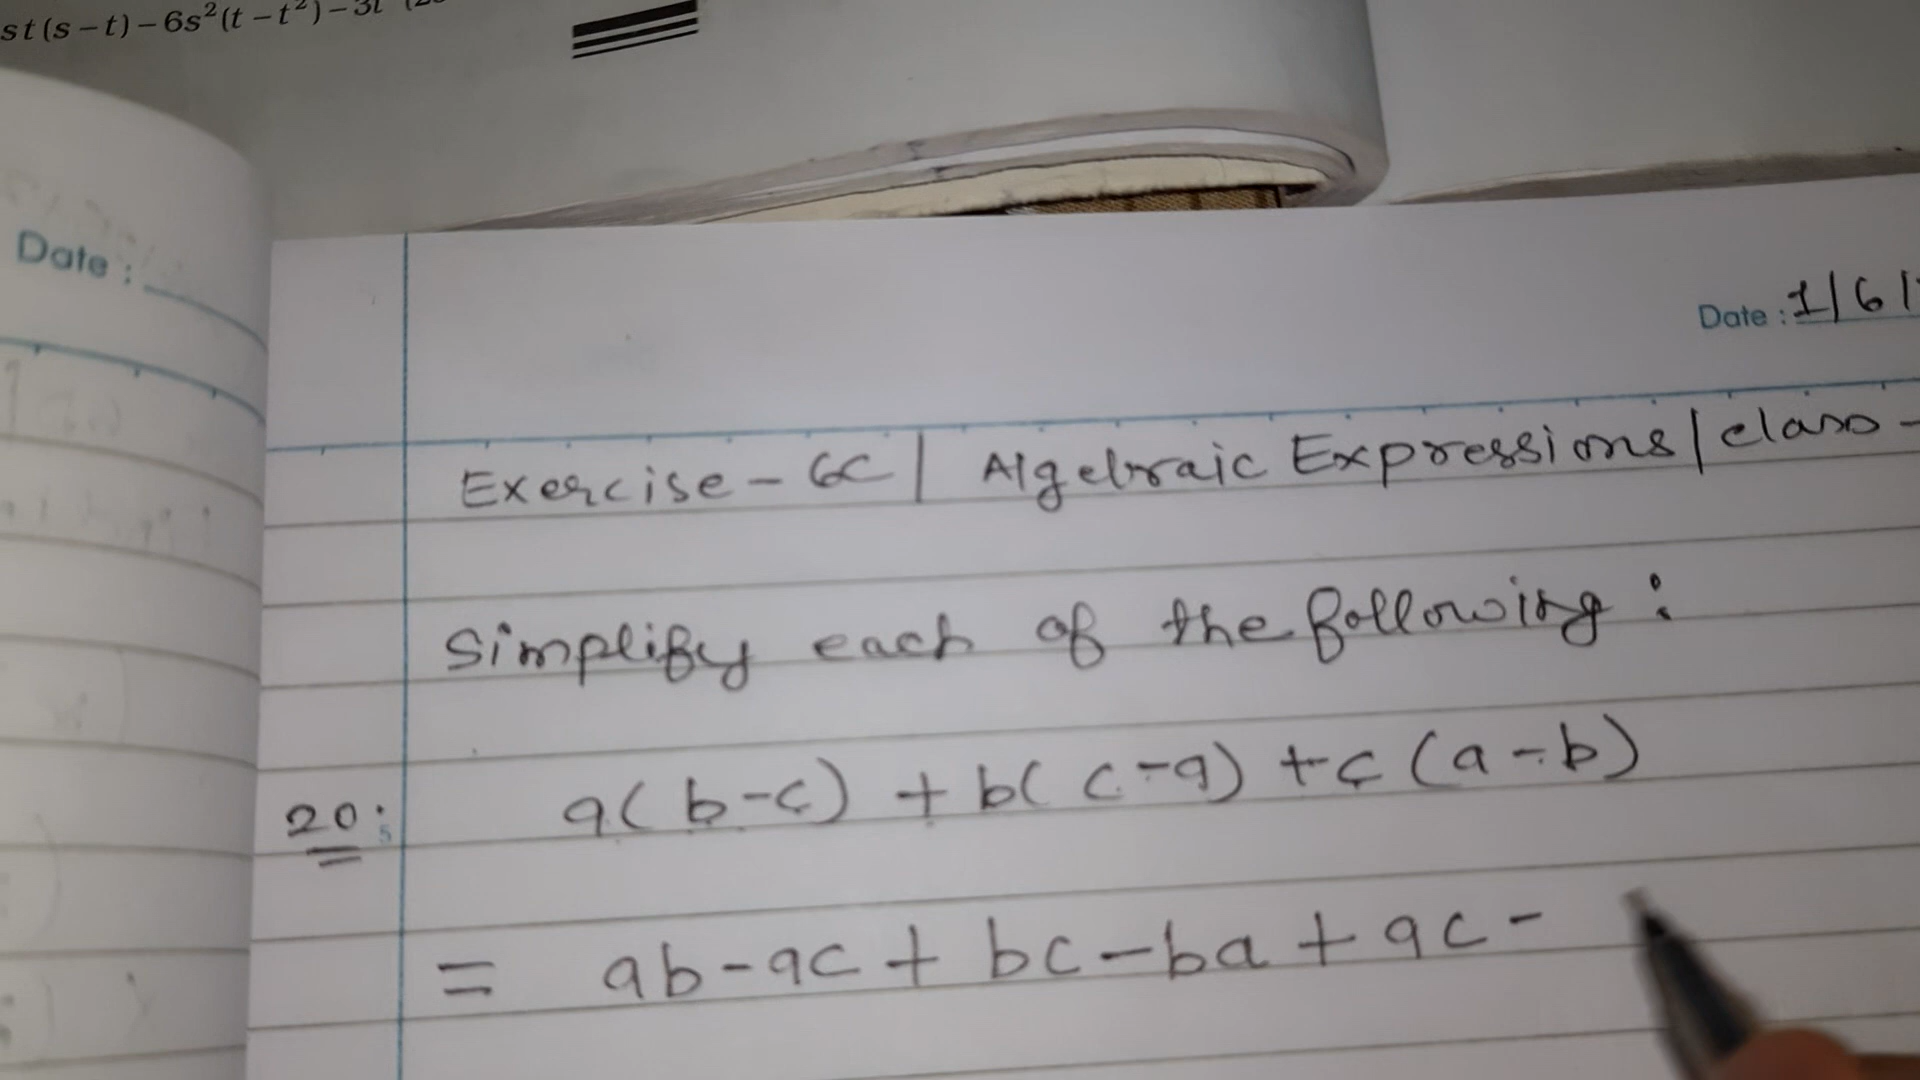 st(s-t)-6s²(t-t²)-3t
Date :
Date : 1/6/
Exercise - 6C | Algebraic Expressions / class -
Simplify each of the following :
20: a(b-c) + b(c-a) + c(a-b)
= ab-ac + bc-ba + ac -